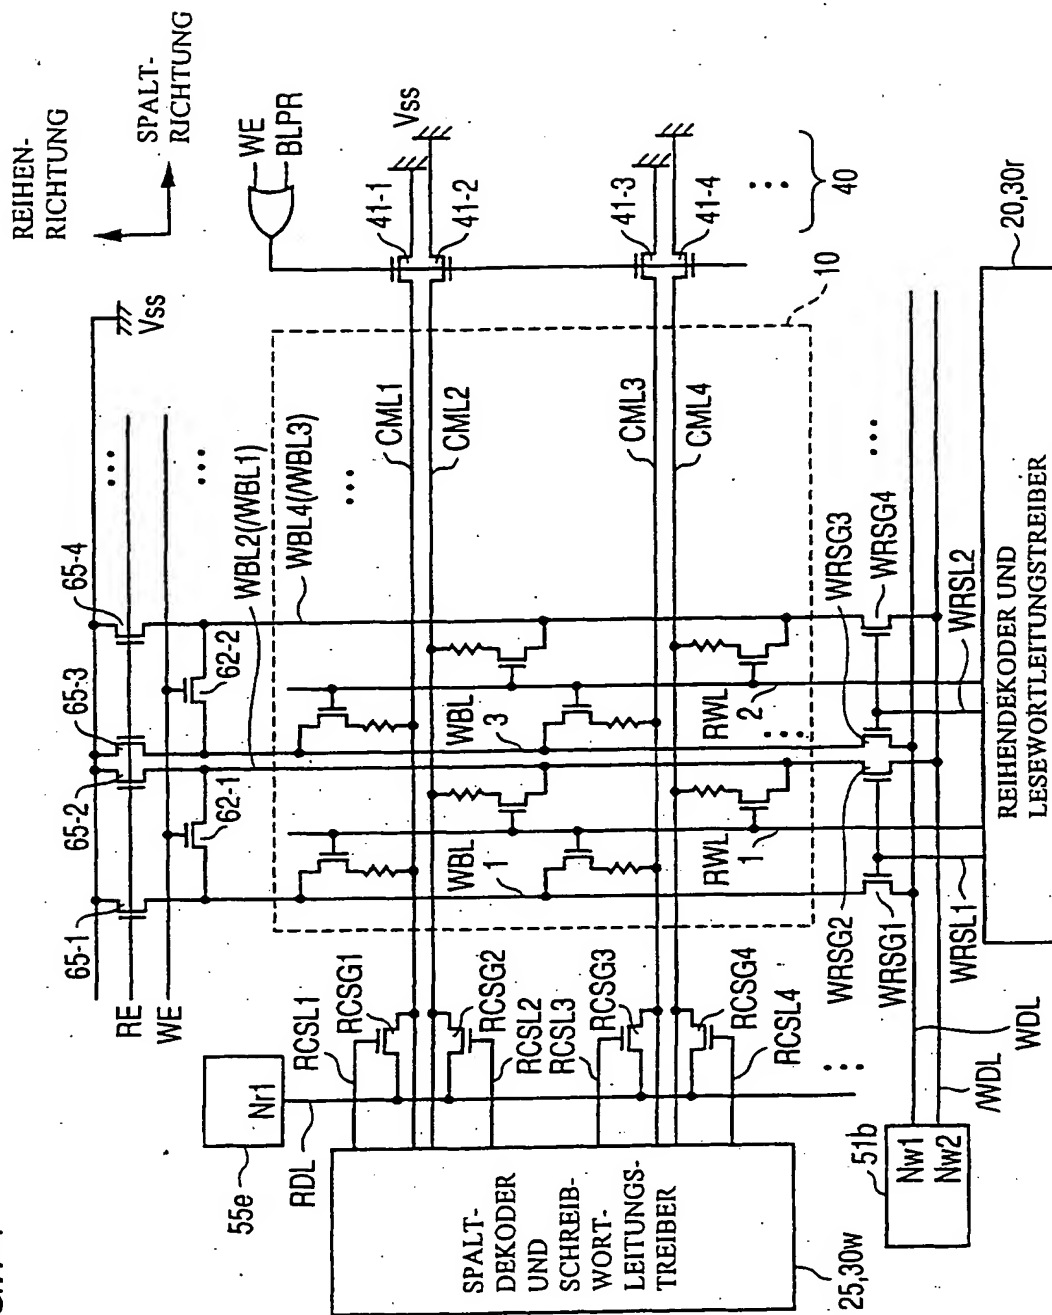 REIHEN-
RICHTUNG
SPALT-
RICHTUNG
WE
BLPR
Vss
Vss
65-1
65-2
65-3
65-4
RE
WE
62-1
62-2
WBL2(/WBL1)
WBL4(/WBL3)
41-1
41-2
41-3
41-4
40
10
CML1
CML2
CML3
CML4
WBL
1
WBL
3
RWL
1
RWL
2
55e
Nr1
RDL
RCSL1
RCSG1
RCSG2
RCSL2
RCSL3
RCSG3
RCSG4
RCSL4
SPALT-
DEKODER
UND
SCHREIB-
WORT-
LEITUNGS-
TREIBER
25,30w
WRSG1
WRSG2
WRSG3
WRSG4
WRSL1
WRSL2
WDL
/WDL
51b
Nw1
Nw2
REIHENDEKODER UND
LESEWORTLEITUNGSTREIBER
20,30r